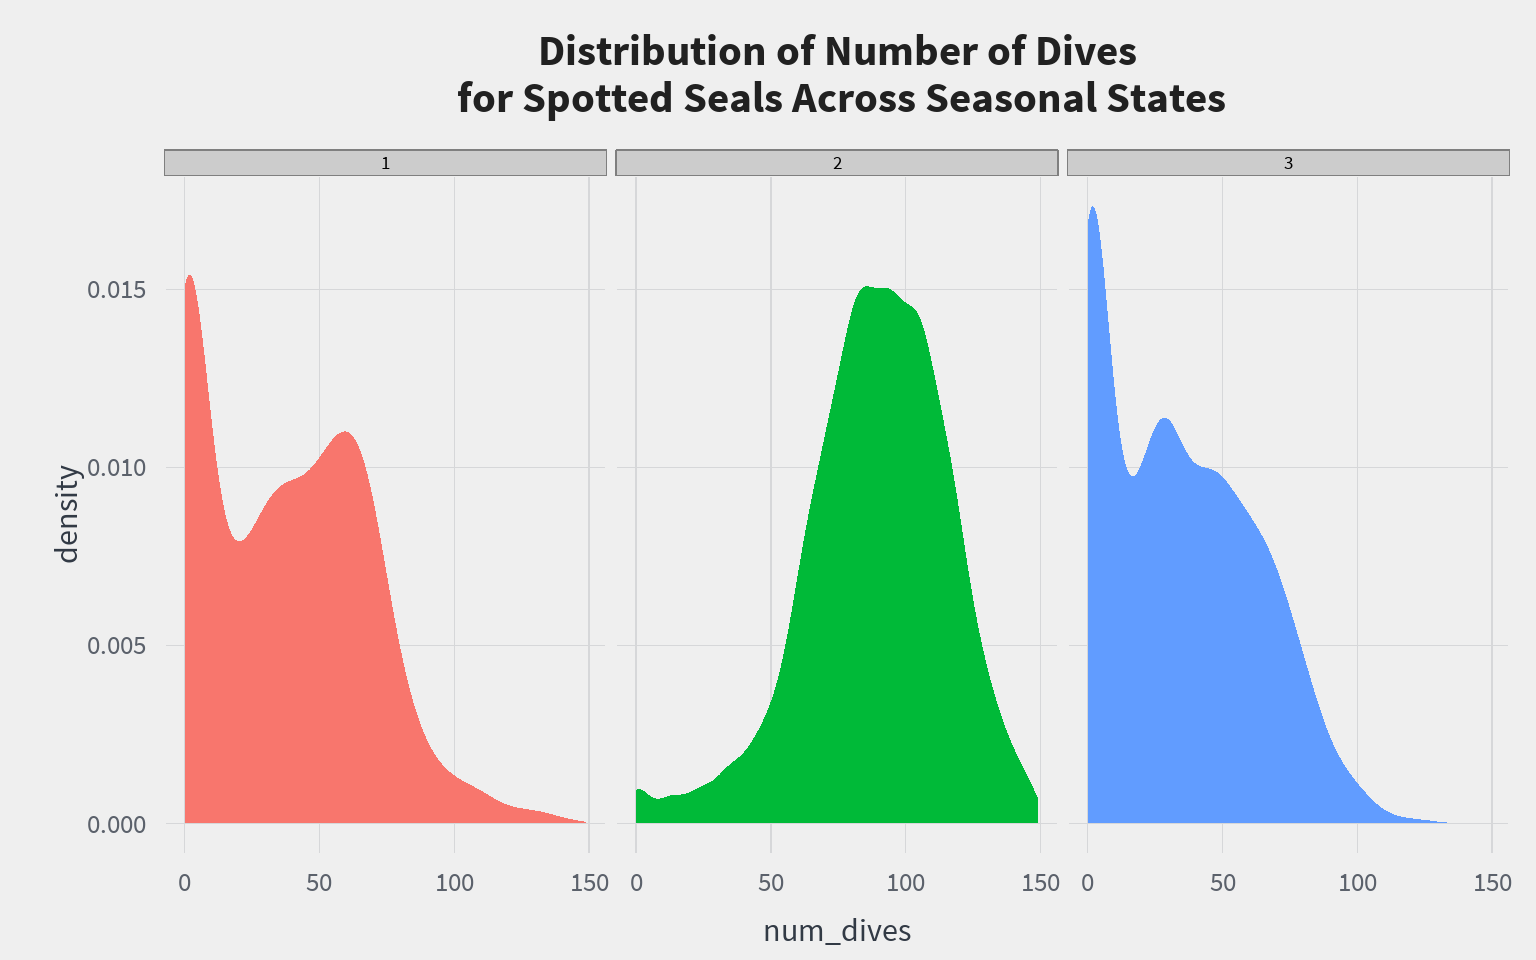 Distribution of Number of Dives
for Spotted Seals Across Seasonal States
1 2 3
density
0.015
0.010
0.005
0.000
0 50 100 150 0 50 100 150 0 50 100 150
num_dives